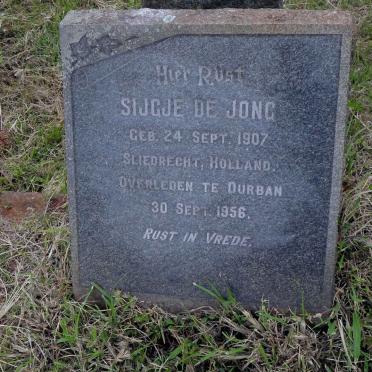 Hier Rust
SIJGJE DE JONG
GEB. 24 SEPT. 1907
SLIEDRECHT, HOLLAND.
OVERLEDEN TE DURBAN
30 SEPT. 1956.
RUST IN VREDE.